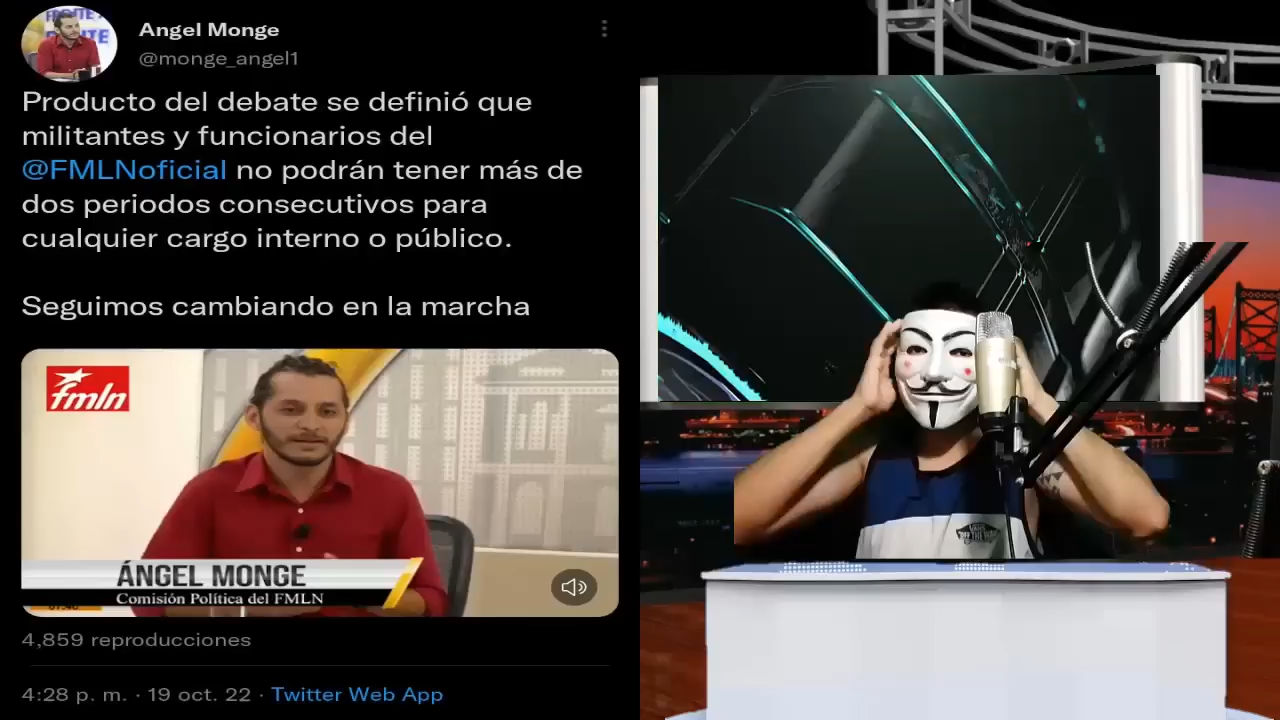 Angel Monge
@monge_angel1
Producto del debate se definió que
militantes y funcionarios del
@FMLNoficial no podrán tener más de
dos periodos consecutivos para
cualquier cargo interno o público.
Seguimos cambiando en la marcha
fmln
ÁNGEL MONGE
Comisión Política del FMLN
4,859 reproducciones
4:28 p. m. · 19 oct. 22 · Twitter Web App